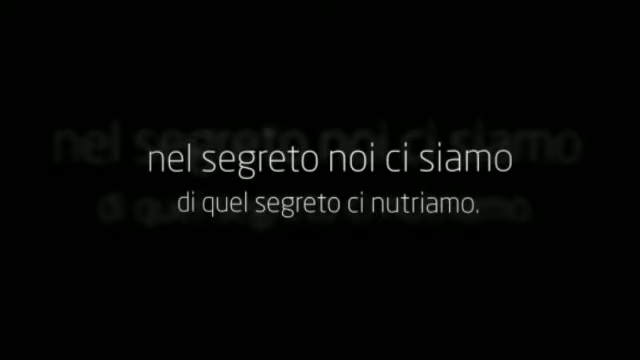 nel segreto noi ci siamo
di quel segreto ci nutriamo.